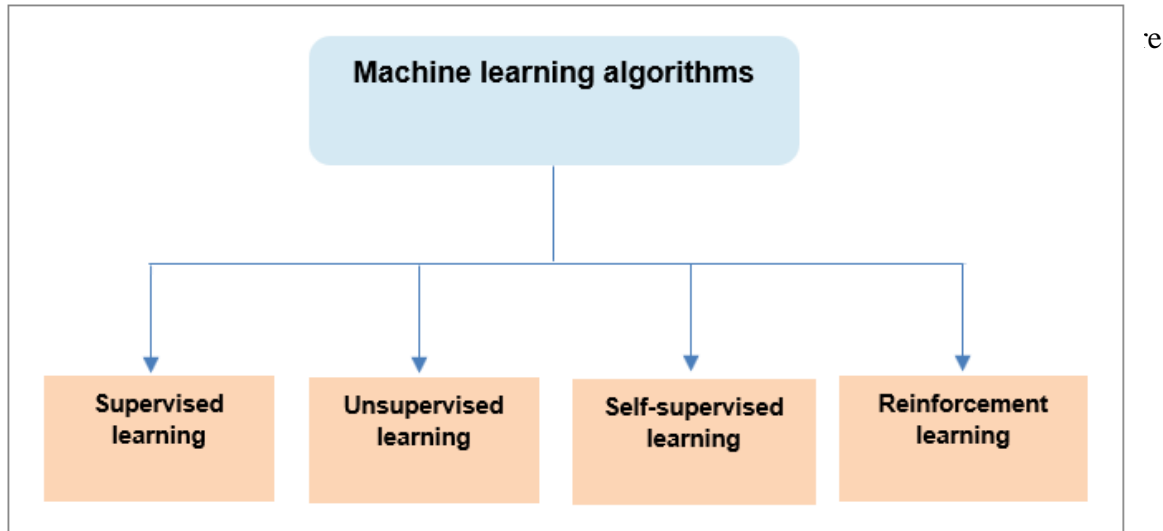 Machine learning algorithms
Supervised
learning
Unsupervised
learning
Self-supervised
learning
Reinforcement
learning